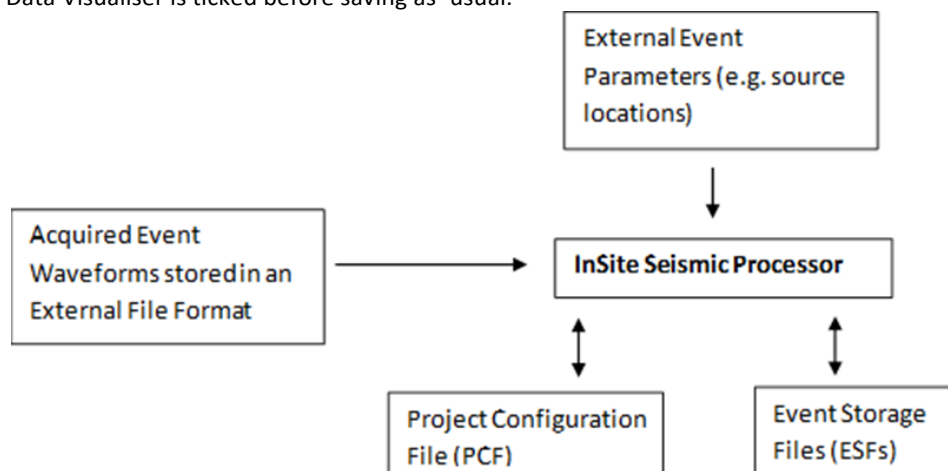 Data Visualiser is ticked before saving as usual.
External Event
Parameters (e.g. source
locations)
Acquired Event
Waveforms stored in an
External File Format
InSite Seismic Processor
Project Configuration
File (PCF)
Event Storage
Files (ESFs)